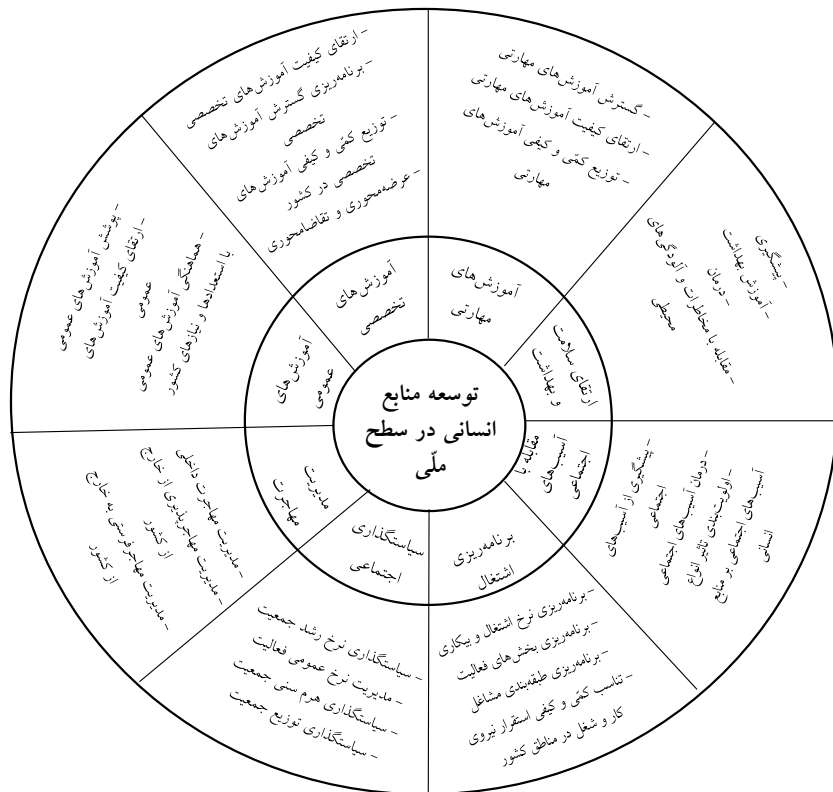 توسعه منابع
انسانی در سطح
ملّی
آموزش‌های
مهارتی
- گسترش آموزش‌های مهارتی
- ارتقای کیفیت آموزش‌های مهارتی
- توزیع کمّی و کیفی آموزش‌های
مهارتی
ارتقای سلامت
و بهداشت
- پیشگیری
- آموزش بهداشت
- درمان
- مقابله با مخاطرات و آلودگی‌های
محیطی
مقابله با
آسیب‌های
اجتماعی
- پیشگیری از آسیب‌های
اجتماعی
- درمان آسیب‌های اجتماعی
- اولویت‌بندی تاثیر انواع
آسیب‌های اجتماعی بر منابع
انسانی
برنامه‌ریزی
اشتغال
- برنامه‌ریزی نرخ اشتغال و بیکاری
- برنامه‌ریزی بخش‌های فعالیت
- برنامه‌ریزی طبقه‌بندی مشاغل
- تناسب کمّی و کیفی استقرار نیروی
کار و شغل در مناطق کشور
سیاستگذاری
اجتماعی
- سیاستگذاری نرخ رشد جمعیت
- مدیریت نرخ عمومی فعالیت
- سیاستگذاری هرم سنی جمعیت
- سیاستگذاری توزیع جمعیت
مدیریت
مهاجرت
- مدیریت مهاجرت داخلی
- مدیریت مهاجرپذیری از خارج
از کشور
- مدیریت مهاجرفرستی به خارج
از کشور
آموزش‌های
عمومی
- پوشش آموزش‌های عمومی
- ارتقای کیفیت آموزش‌های
عمومی
- هماهنگی آموزش‌های عمومی
با استعدادها و نیازهای کشور
آموزش‌های
تخصصی
- ارتقای کیفیت آموزش‌های تخصصی
- برنامه‌ریزی گسترش آموزش‌های
تخصصی
- توزیع کمّی و کیفی آموزش‌های
تخصصی در کشور
- عرضه‌محوری و تقاضامحوری